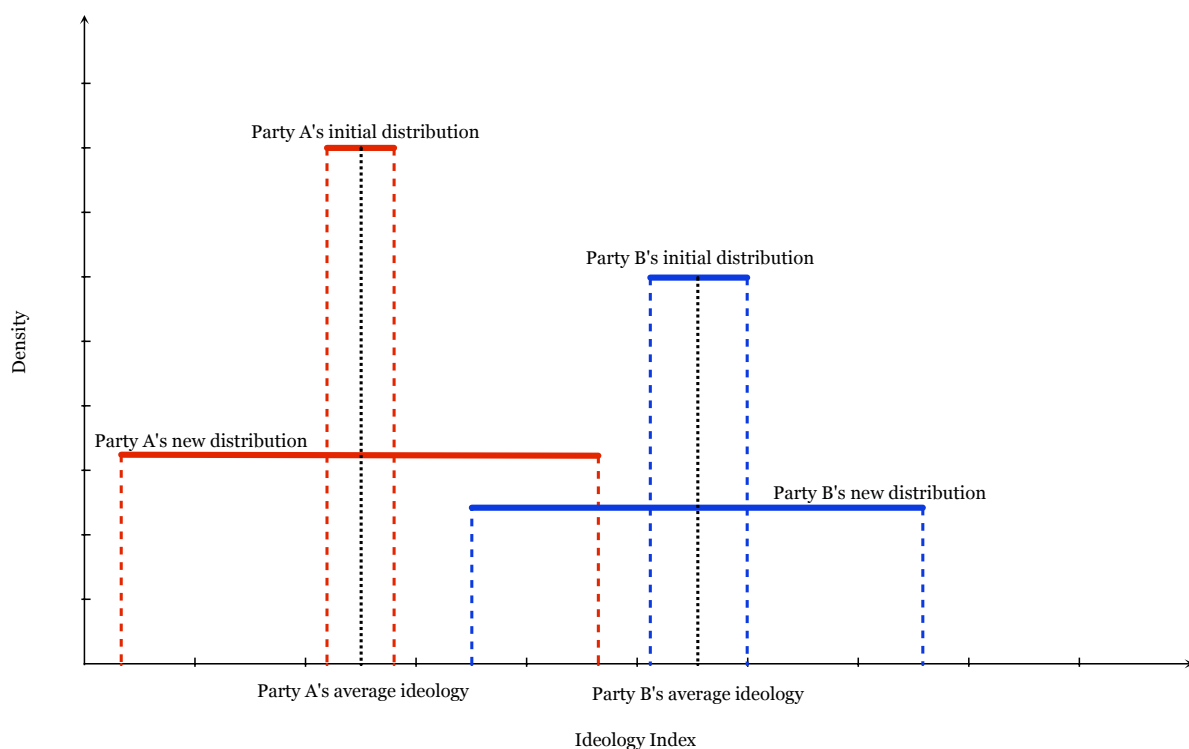 Party A's initial distribution
Party B's initial distribution
Density
Party A's new distribution
Party B's new distribution
Party A's average ideology
Party B's average ideology
Ideology Index